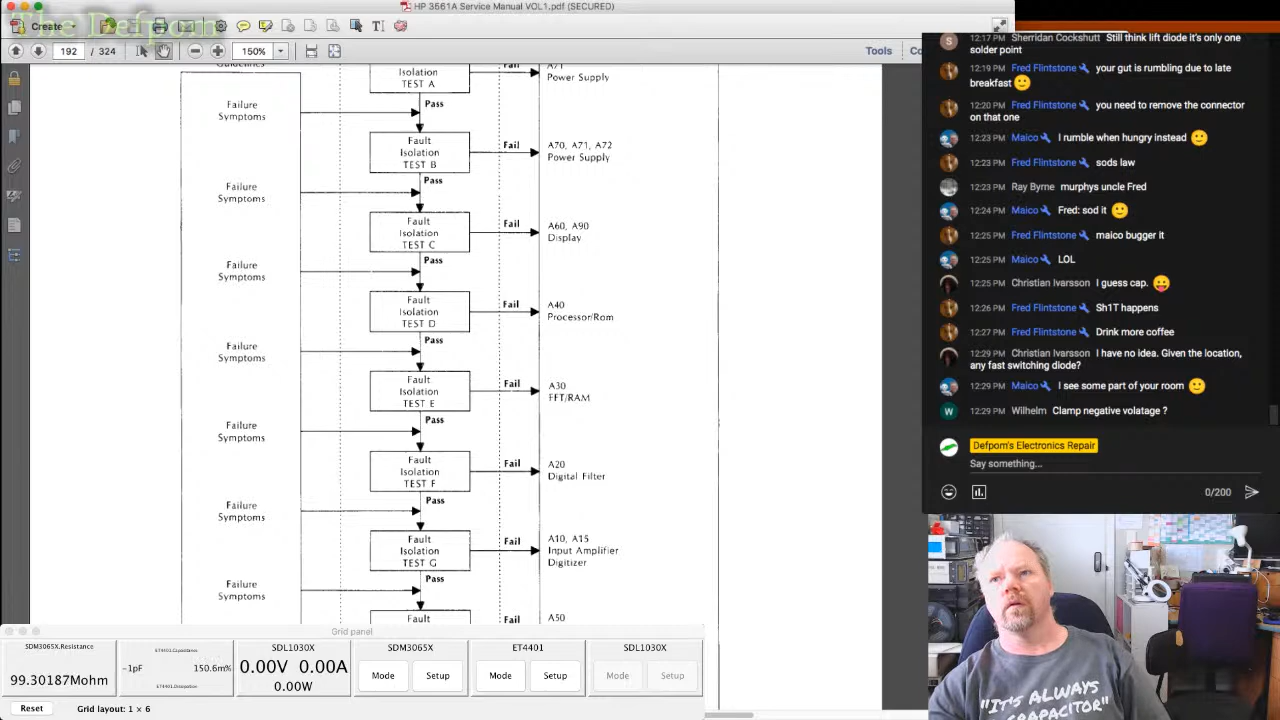 HP 3561A Service Manual VOL1.pdf (SECURED)
The Defpom
Create
192 / 324
150%
Tools
Guidelines
Isolation
TEST A
A71
Power Supply
Failure
Symptoms
Pass
Fault
Isolation
TEST B
Fail
A70, A71, A72
Power Supply
Pass
Failure
Symptoms
Fault
Isolation
TEST C
Fail
A60, A90
Display
Pass
Failure
Symptoms
Fault
Isolation
TEST D
Fail
A40
Processor/Rom
Pass
Failure
Symptoms
Fault
Isolation
TEST E
Fail
A30
FFT/RAM
Pass
Failure
Symptoms
Fault
Isolation
TEST F
Fail
A20
Digital Filter
Pass
Failure
Symptoms
Fault
Isolation
TEST G
Fail
A10, A15
Input Amplifier
Digitizer
Pass
Failure
Symptoms
Fault
Fail
A50
Grid panel
SDM3065X.Resistance
99.30187Mohm
ET4401.Capacitance
-1pF 150.6m%
ET4401.Dissipation
SDL1030X
0.00V 0.00A
0.00W
SDM3065X
Mode Setup
ET4401
Mode Setup
SDL1030X
Mode Setup
Reset Grid layout: 1 × 6
12:17 PM Sherridan Cockshutt Still think lift diode it's only one
solder point
12:19 PM Fred Flintstone your gut is rumbling due to late
breakfast
12:20 PM Fred Flintstone you need to remove the connector
on that one
12:23 PM Maico I rumble when hungry instead
12:23 PM Fred Flintstone sods law
12:23 PM Ray Byrne murphys uncle Fred
12:24 PM Maico Fred: sod it
12:25 PM Fred Flintstone maico bugger it
12:25 PM Maico LOL
12:25 PM Christian Ivarsson I guess cap.
12:26 PM Fred Flintstone Sh1T happens
12:27 PM Fred Flintstone Drink more coffee
12:29 PM Christian Ivarsson I have no idea. Given the location,
any fast switching diode?
12:29 PM Maico I see some part of your room
12:29 PM Wilhelm Clamp negative volatage ?
Defpom's Electronics Repair
Say something...
0/200
"IT'S ALWAYS